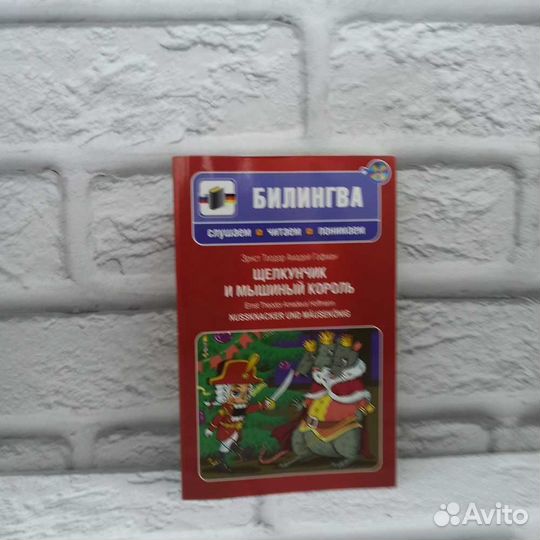 БИЛИНГВА
слушаем читаем понимаем
Эрнст Теодор Амадей Гофман
ЩЕЛКУНЧИК
И МЫШИНЫЙ КОРОЛЬ
Ernst Theodor Amadeus Hoffmann
NUSSKNACKER UND MÄUSEKÖNIG
Avito